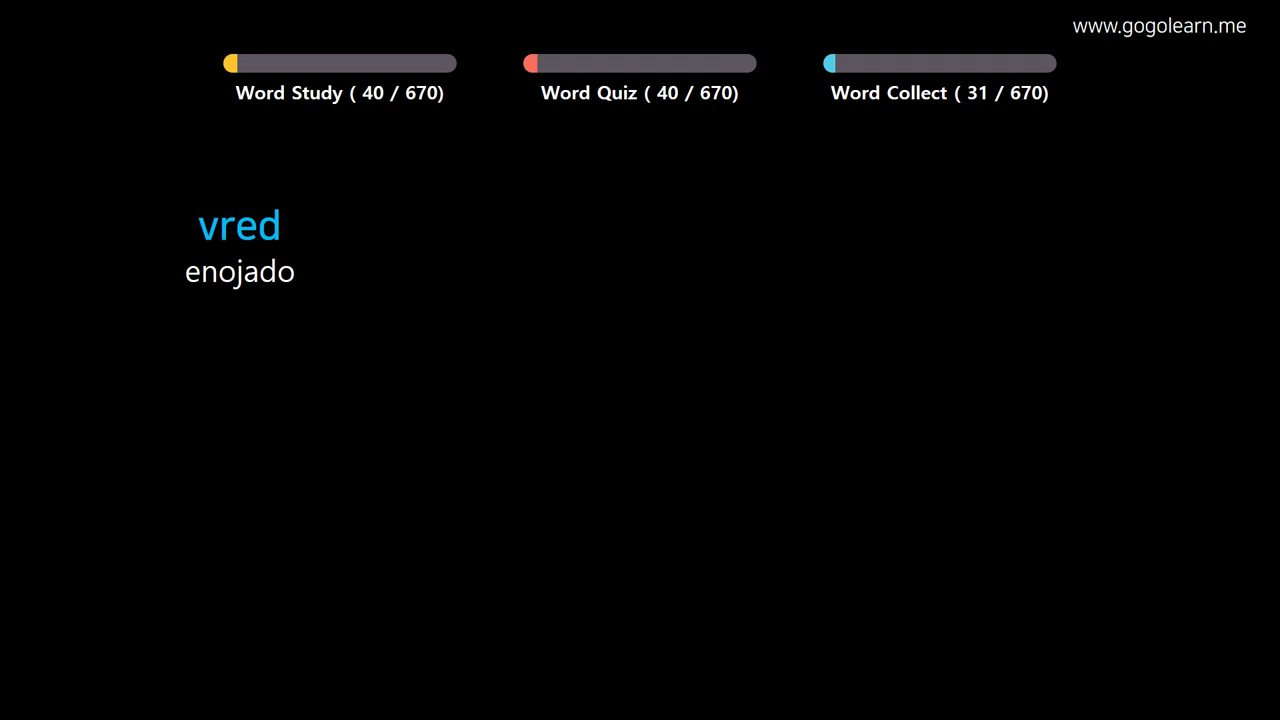 www.gogolearn.me
Word Study ( 40 / 670)
Word Quiz ( 40 / 670)
Word Collect ( 31 / 670)
vred
enojado